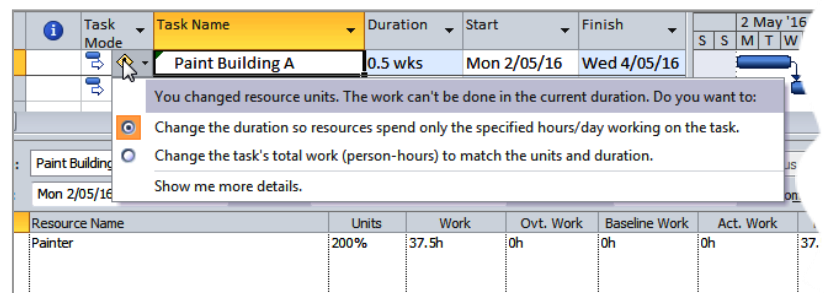 Task Mode Task Name Duration Start Finish 2 May '16
S S M T W
Paint Building A 0.5 wks Mon 2/05/16 Wed 4/05/16
You changed resource units. The work can't be done in the current duration. Do you want to:
Change the duration so resources spend only the specified hours/day working on the task.
Change the task's total work (person-hours) to match the units and duration.
Paint Building
Show me more details.
Mon 2/05/16
Resource Name Units Work Ovt. Work Baseline Work Act. Work
Painter 200% 37.5h 0h 0h 0h 37.